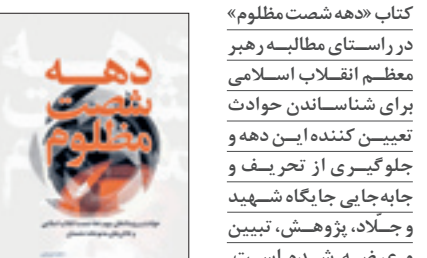 کتاب «دهه شصت مظلوم»
در راستای مطالبه رهبر
معظم انقلاب اسلامی
برای شناساندن حوادث
تعیین کننده این دهه و
جلوگیری از تحریف و
جابه‌جایی جایگاه شهید
و جلّاد، پژوهش، تبیین
دهه
شصت
مظلوم